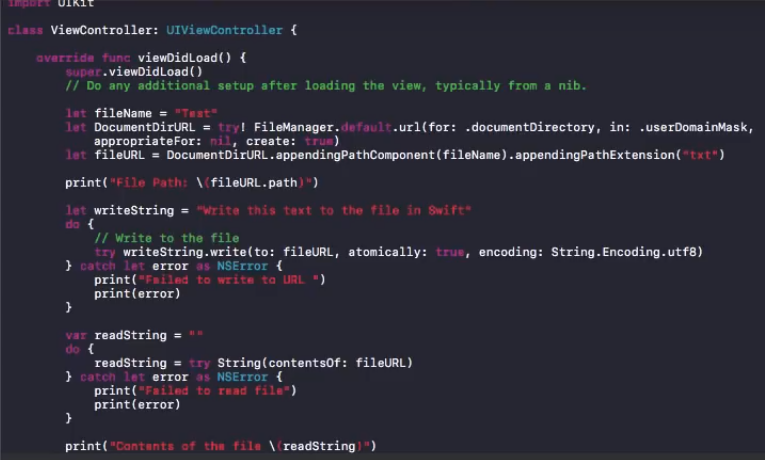 import UIKit
class ViewController: UIViewController {
override func viewDidLoad() {
super.viewDidLoad()
// Do any additional setup after loading the view, typically from a nib.
let fileName = "Test"
let DocumentDirURL = try! FileManager.default.url(for: .documentDirectory, in: .userDomainMask,
appropriateFor: nil, create: true)
let fileURL = DocumentDirURL.appendingPathComponent(fileName).appendingPathExtension("txt")
print("File Path: \(fileURL.path)")
let writeString = "Write this text to the file in Swift"
do {
// Write to the file
try writeString.write(to: fileURL, atomically: true, encoding: String.Encoding.utf8)
} catch let error as NSError {
print("Failed to write to URL ")
print(error)
}
var readString = ""
do {
readString = try String(contentsOf: fileURL)
} catch let error as NSError {
print("Failed to read file")
print(error)
}
print("Contents of the file \(readString)")